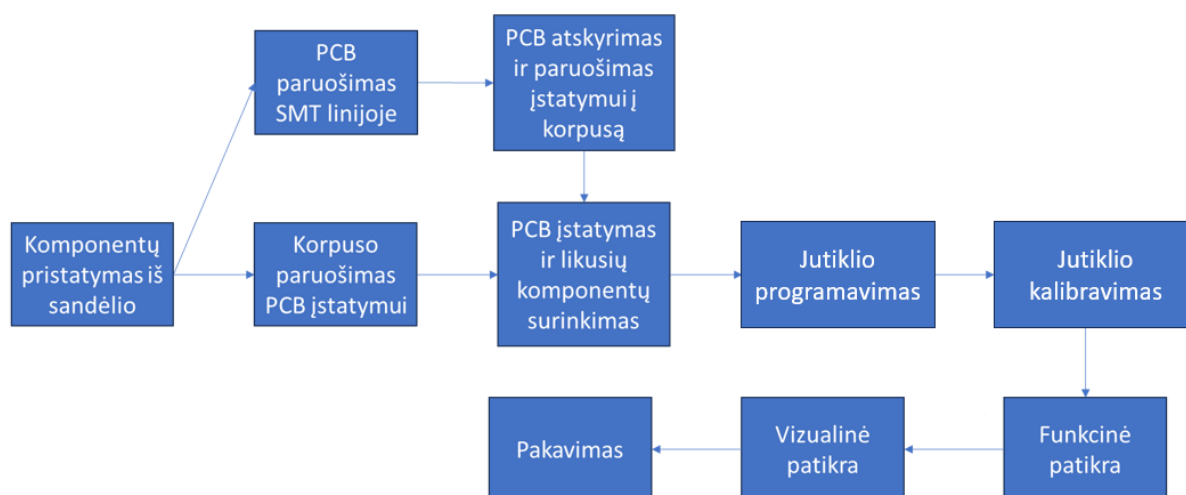 PCB
paruošimas
SMT linijoje
PCB atskyrimas
ir paruošimas
įstatymui į
korpusą
Komponentų
pristatymas iš
sandėlio
Korpuso
paruošimas
PCB įstatymui
PCB įstatymas
ir likusių
komponentų
surinkimas
Jutiklio
programavimas
Jutiklio
kalibravimas
Funkcinė
patikra
Vizualinė
patikra
Pakavimas